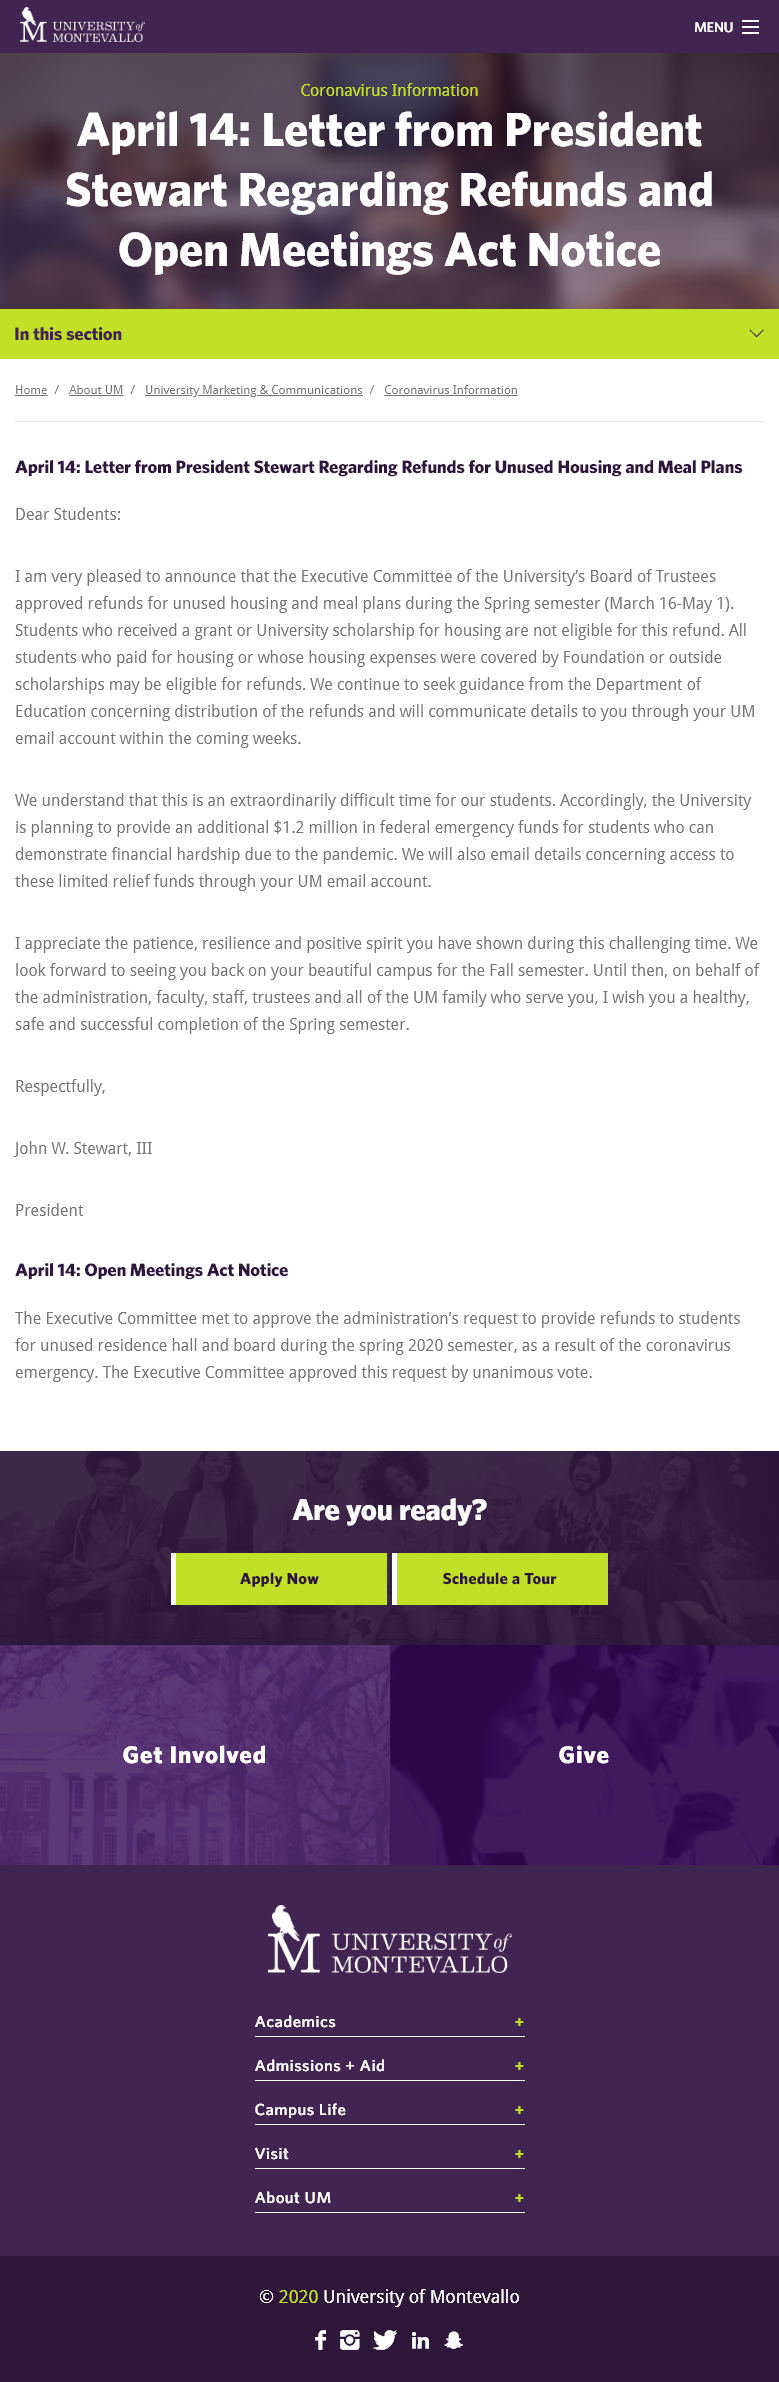 UNIVERSITY of
MONTEVALLO
MENU
Coronavirus Information
April 14: Letter from President
Stewart Regarding Refunds and
Open Meetings Act Notice
In this section
Home / About UM / University Marketing & Communications / Coronavirus Information
April 14: Letter from President Stewart Regarding Refunds for Unused Housing and Meal Plans
Dear Students:
I am very pleased to announce that the Executive Committee of the University’s Board of Trustees
approved refunds for unused housing and meal plans during the Spring semester (March 16-May 1).
Students who received a grant or University scholarship for housing are not eligible for this refund. All
students who paid for housing or whose housing expenses were covered by Foundation or outside
scholarships may be eligible for refunds. We continue to seek guidance from the Department of
Education concerning distribution of the refunds and will communicate details to you through your UM
email account within the coming weeks.
We understand that this is an extraordinarily difficult time for our students. Accordingly, the University
is planning to provide an additional $1.2 million in federal emergency funds for students who can
demonstrate financial hardship due to the pandemic. We will also email details concerning access to
these limited relief funds through your UM email account.
I appreciate the patience, resilience and positive spirit you have shown during this challenging time. We
look forward to seeing you back on your beautiful campus for the Fall semester. Until then, on behalf of
the administration, faculty, staff, trustees and all of the UM family who serve you, I wish you a healthy,
safe and successful completion of the Spring semester.
Respectfully,
John W. Stewart, III
President
April 14: Open Meetings Act Notice
The Executive Committee met to approve the administration’s request to provide refunds to students
for unused residence hall and board during the spring 2020 semester, as a result of the coronavirus
emergency. The Executive Committee approved this request by unanimous vote.
Are you ready?
Apply Now
Schedule a Tour
Get Involved
Give
UNIVERSITY of
MONTEVALLO
Academics +
Admissions + Aid +
Campus Life +
Visit +
About UM +
© 2020 University of Montevallo